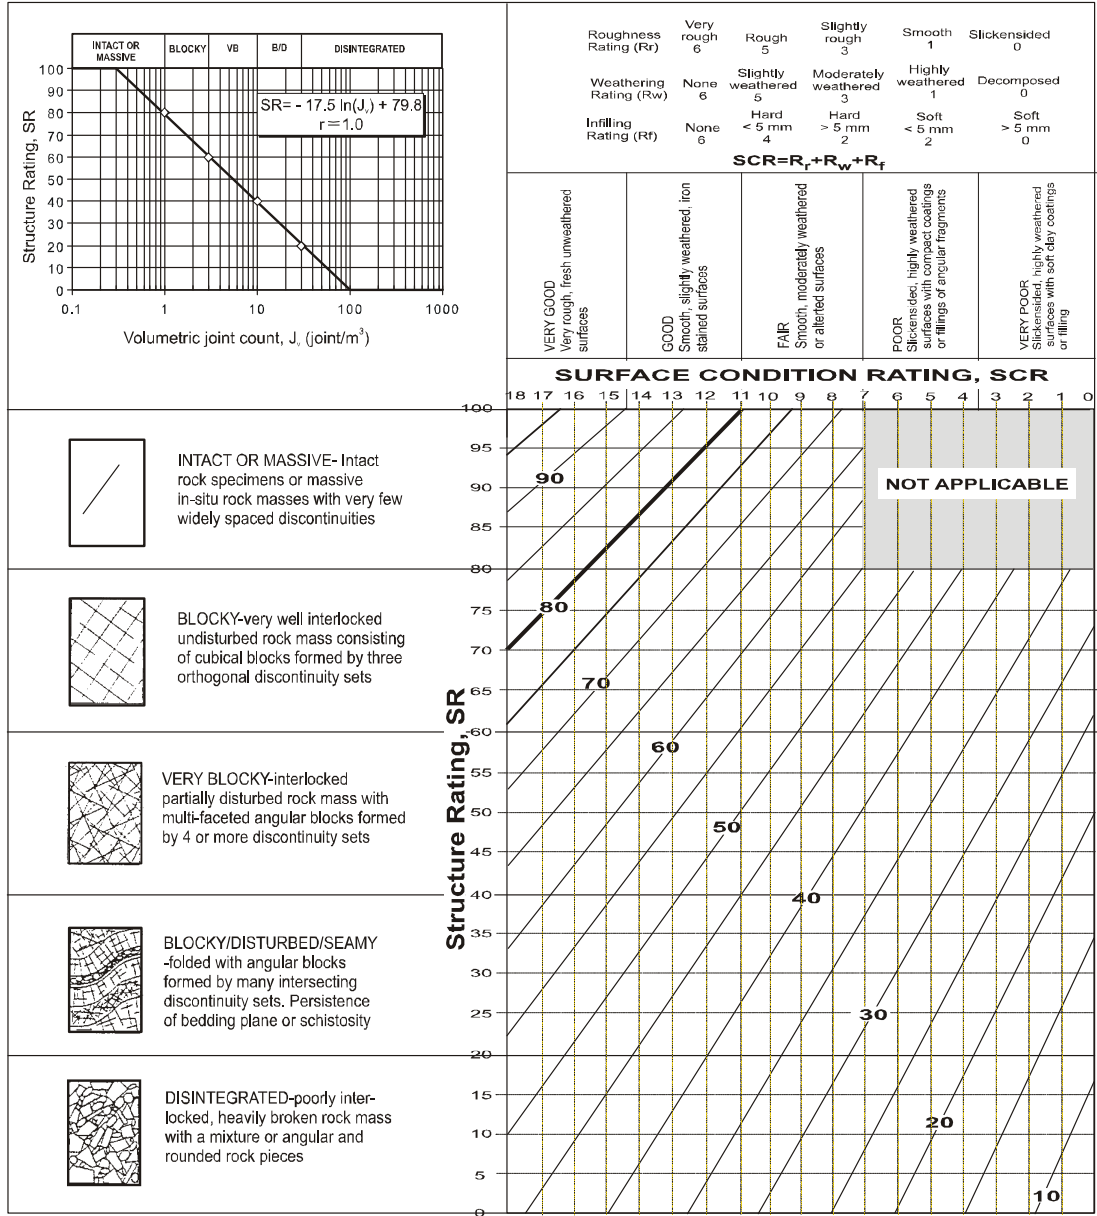 INTACT OR
MASSIVE
BLOCKY
VB
B/D
DISINTEGRATED
100
90
80
70
60
50
40
30
20
10
0
SR= - 17.5 ln(Jv) + 79.8
r=1.0
Structure Rating, SR
0.1
1
10
100
1000
Volumetric joint count, Jv (joint/m³)
Roughness
Rating (Rr)
Very
rough
6
Rough
5
Slightly
rough
3
Smooth
1
Slickensided
0
Weathering
Rating (Rw)
None
6
Slightly
weathered
5
Moderately
weathered
3
Highly
weathered
1
Decomposed
0
Infilling
Rating (Rf)
None
6
Hard
< 5 mm
4
Hard
> 5 mm
2
Soft
< 5 mm
2
Soft
> 5 mm
0
SCR=Rr+Rw+Rf
VERY GOOD
Very rough, fresh unweathered
surfaces
GOOD
Smooth, slightly weathered, iron
stained surfaces
FAIR
Smooth, moderately weathered
or alterted surfaces
POOR
Slickensided, highly weathered
surfaces with compact coatings
or fillings of angular fragments
VERY POOR
Slickensided, highly weathered
surfaces with soft clay coatings
or filling
SURFACE CONDITION RATING, SCR
18 17 16 15 14 13 12 11 10 9 8 7 6 5 4 3 2 1 0
INTACT OR MASSIVE- Intact
rock specimens or massive
in-situ rock masses with very few
widely spaced discontinuities
BLOCKY-very well interlocked
undisturbed rock mass consisting
of cubical blocks formed by three
orthogonal discontinuity sets
VERY BLOCKY-interlocked
partially disturbed rock mass with
multi-faceted angular blocks formed
by 4 or more discontinuity sets
BLOCKY/DISTURBED/SEAMY
-folded with angular blocks
formed by many intersecting
discontinuity sets. Persistence
of bedding plane or schistosity
DISINTEGRATED-poorly inter-
locked, heavily broken rock mass
with a mixture or angular and
rounded rock pieces
Structure Rating, SR
100
95
90
85
80
75
70
65
60
55
50
45
40
35
30
25
20
15
10
5
0
NOT APPLICABLE
90
80
70
60
50
40
30
20
10